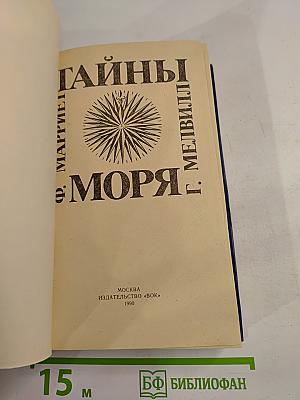 ТАЙНЫ
Ф. МАРРИЕТ
Г. МЕЛВИЛЛ
МОРЯ
МОСКВА
ИЗДАТЕЛЬСТВО «ВОК»
1990
15 м
БФ БИБЛИОФАН